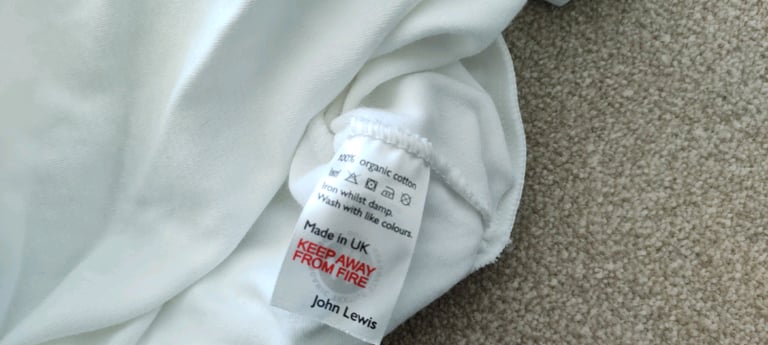 100% organic cotton
Iron whilst damp.
Wash with like colours.
Made in UK
KEEP AWAY
FROM FIRE
John Lewis